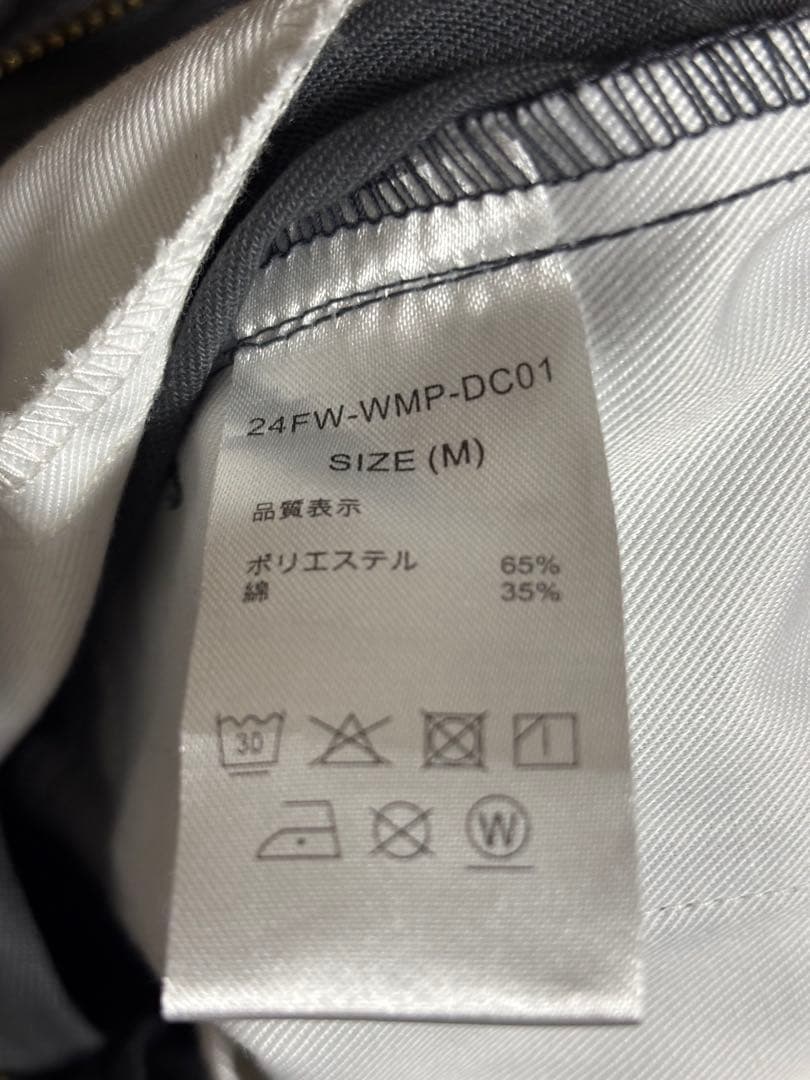 24FW-WMP-DC01
SIZE (M)
品質表示
ポリエステル 65%
綿 35%
30
W